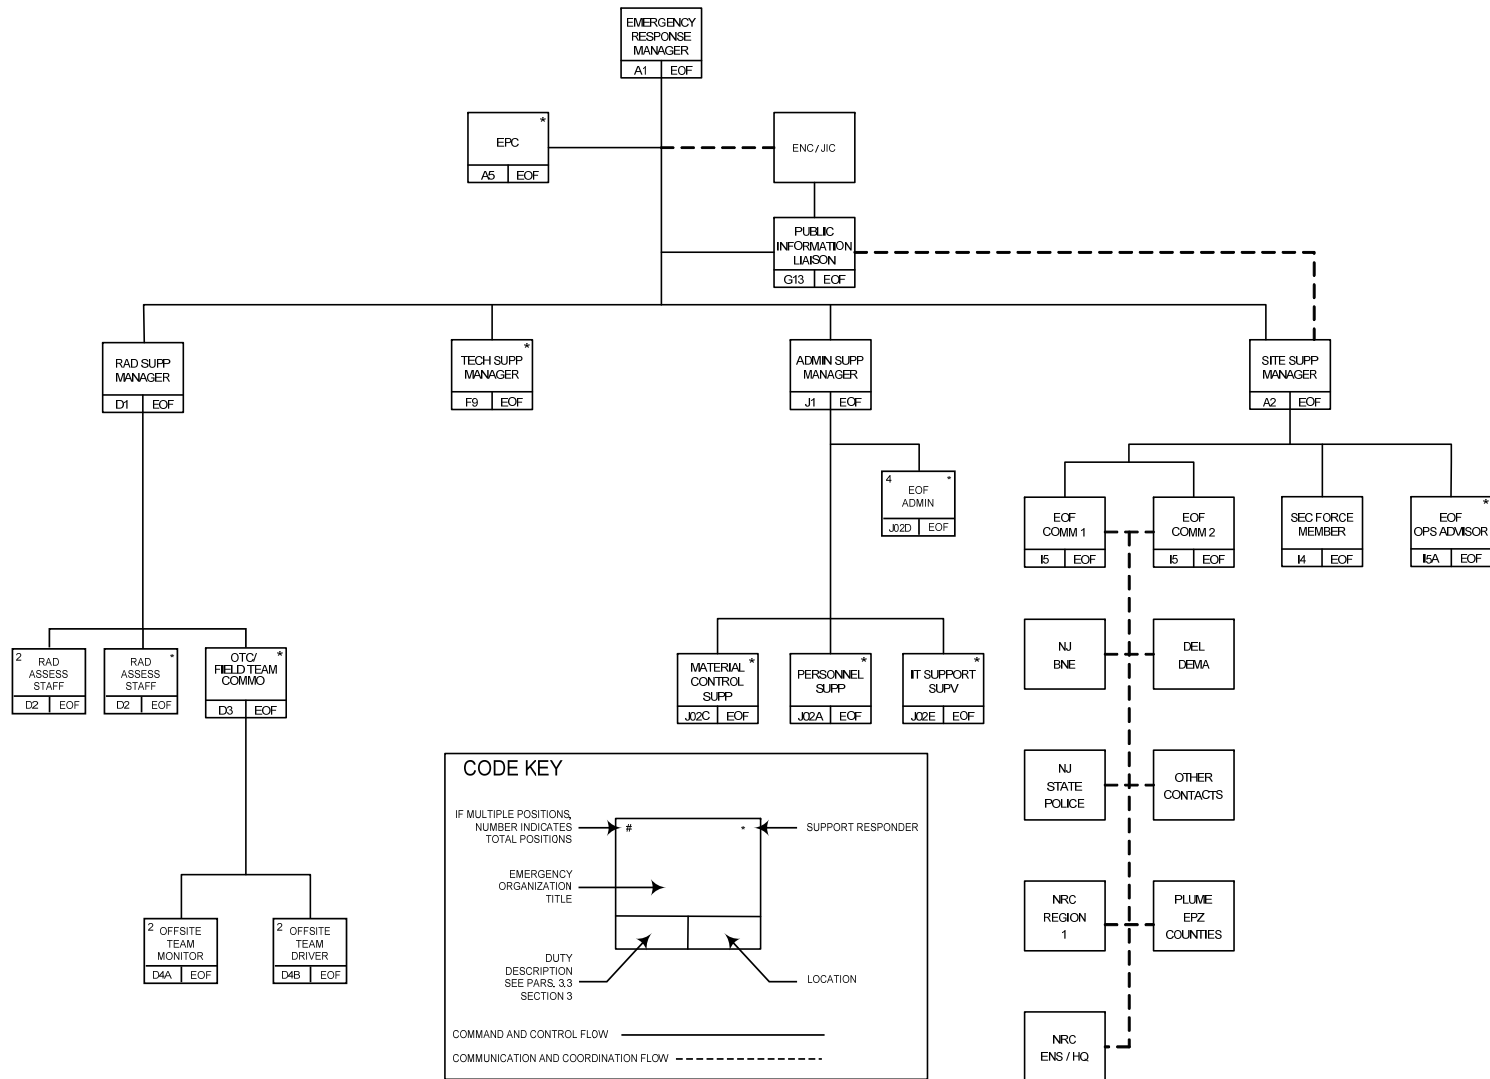 EMERGENCY
RESPONSE
MANAGER
A1 EOF
*
EPC
A5 EOF
ENC/JIC
PUBLIC
INFORMATION
LIAISON
G13 EOF
RAD SUPP
MANAGER
D1 EOF
*
TECH SUPP
MANAGER
F9 EOF
ADMIN SUPP
MANAGER
J1 EOF
SITE SUPP
MANAGER
A2 EOF
4 *
EOF
ADMIN
J02D EOF
EOF
COMM 1
I5 EOF
EOF
COMM 2
I5 EOF
SEC FORCE
MEMBER
I4 EOF
*
EOF
OPS ADVISOR
I5A EOF
2
RAD
ASSESS
STAFF
D2 EOF
*
RAD
ASSESS
STAFF
D2 EOF
*
OTC/
FIELD TEAM
COMMO
D3 EOF
*
MATERIAL
CONTROL
SUPP
J02C EOF
*
PERSONNEL
SUPP
J02A EOF
*
IT SUPPORT
SUPV
J02E EOF
NJ
BNE
DEL
DEMA
NJ
STATE
POLICE
OTHER
CONTACTS
NRC
REGION
1
PLUME
EPZ
COUNTIES
NRC
ENS / HQ
2
OFFSITE
TEAM
MONITOR
D4A EOF
2
OFFSITE
TEAM
DRIVER
D4B EOF
CODE KEY
IF MULTIPLE POSITIONS,
NUMBER INDICATES
TOTAL POSITIONS
# *
SUPPORT RESPONDER
EMERGENCY
ORGANIZATION
TITLE
DUTY
DESCRIPTION
SEE PARS. 3.3
SECTION 3
LOCATION
COMMAND AND CONTROL FLOW
COMMUNICATION AND COORDINATION FLOW